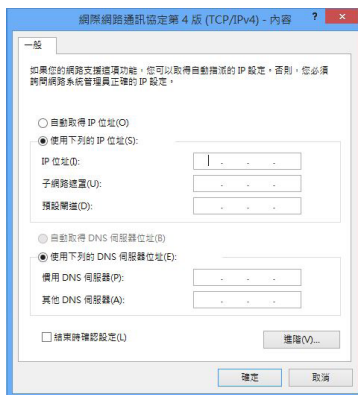 網際網路通訊協定第 4 版 (TCP/IPv4) - 內容
一般
如果您的網路支援這項功能，您可以取得自動指派的 IP 設定。否則，您必須
詢問網路系統管理員正確的 IP 設定。
自動取得 IP 位址(O)
使用下列的 IP 位址(S):
IP 位址(I):
子網路遮罩(U):
預設閘道(D):
自動取得 DNS 伺服器位址(B)
使用下列的 DNS 伺服器位址(E):
慣用 DNS 伺服器(P):
其他 DNS 伺服器(A):
結束時確認設定(L)
進階(V)...
確定 取消